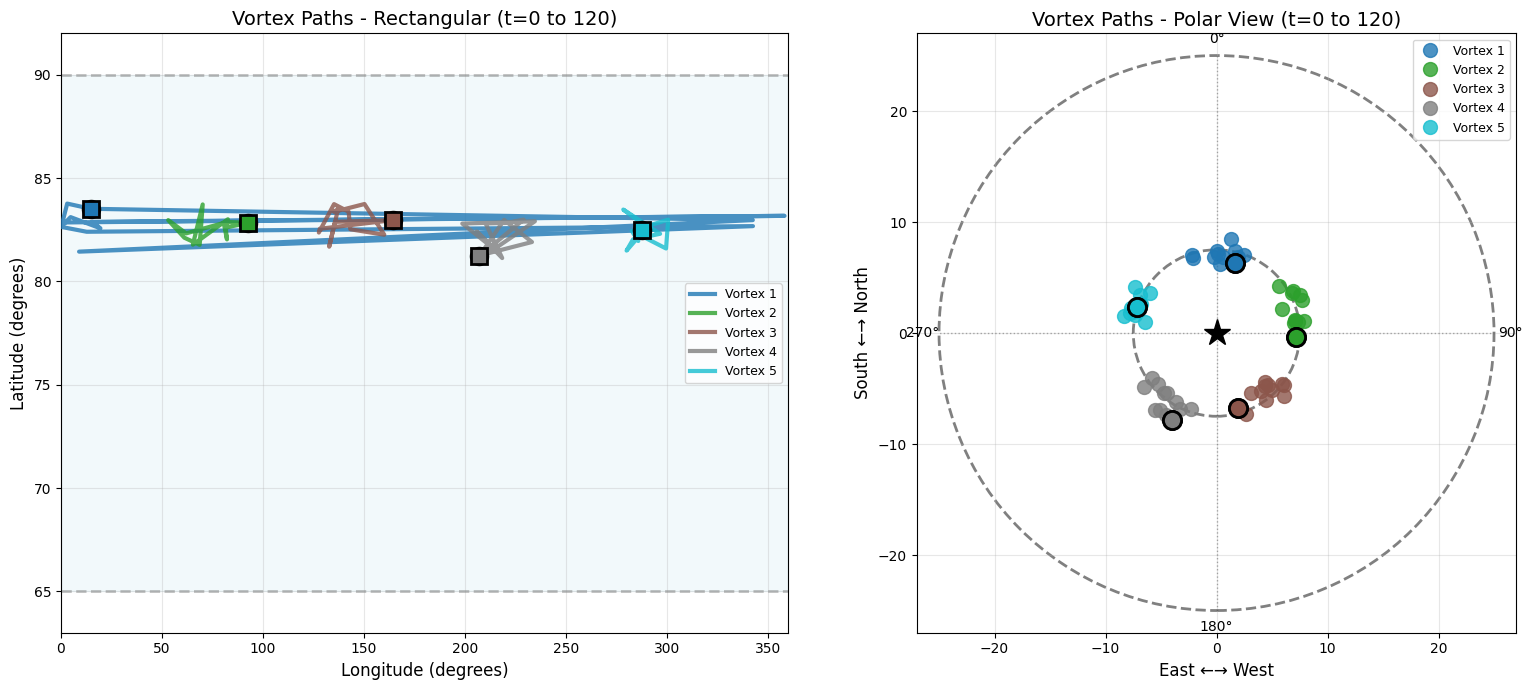 Vortex Paths - Rectangular (t=0 to 120)
90
85
80
75
70
65
Latitude (degrees)
Vortex 1
Vortex 2
Vortex 3
Vortex 4
Vortex 5
0
50
100
150
200
250
300
350
Longitude (degrees)
Vortex Paths - Polar View (t=0 to 120)
0°
Vortex 1
Vortex 2
Vortex 3
Vortex 4
Vortex 5
20
10
0
−10
−20
270°
90°
180°
South ←→ North
−20
−10
0
10
20
East ←→ West